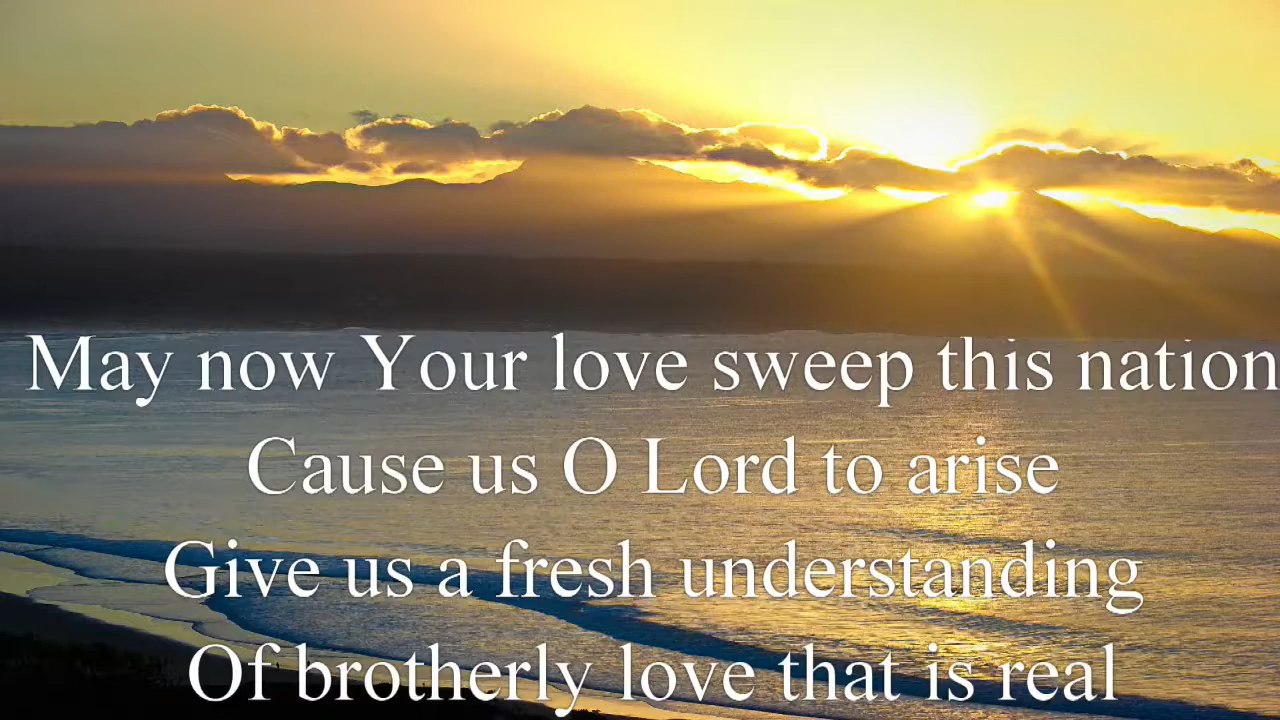 May now Your love sweep this nation
Cause us O Lord to arise
Give us a fresh understanding
Of brotherly love that is real